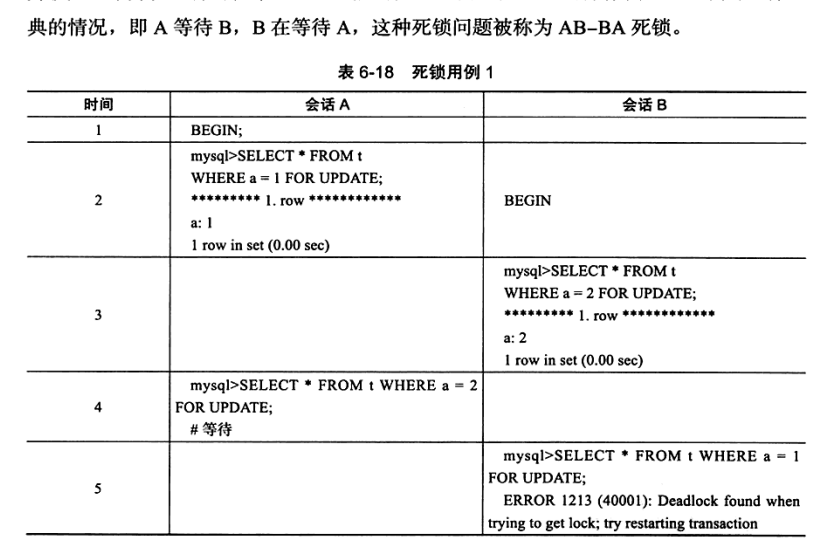 典的情况，即 A 等待 B，B 在等待 A，这种死锁问题被称为 AB–BA 死锁。
表 6-18 死锁用例 1
时间 会话 A 会话 B
1 BEGIN;
mysql>SELECT * FROM t
WHERE a = 1 FOR UPDATE;
2 ********* 1. row ************ BEGIN
a: 1
1 row in set (0.00 sec)
mysql>SELECT * FROM t
WHERE a = 2 FOR UPDATE;
3 ********* 1. row ************
a: 2
1 row in set (0.00 sec)
mysql>SELECT * FROM t WHERE a = 2
4 FOR UPDATE;
# 等待
mysql>SELECT * FROM t WHERE a = 1
FOR UPDATE;
5 ERROR 1213 (40001): Deadlock found when
trying to get lock; try restarting transaction